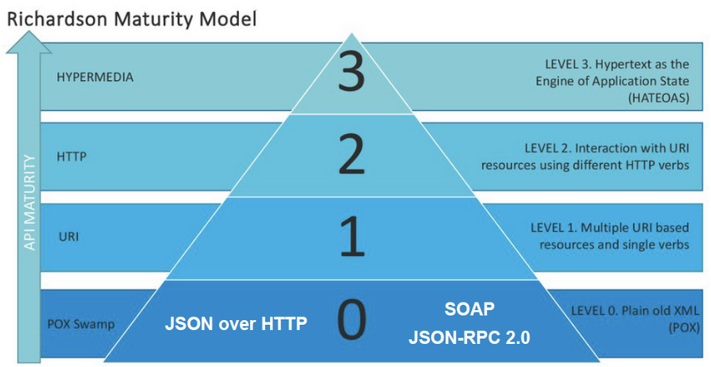 Richardson Maturity Model
API MATURITY
HYPERMEDIA
3
LEVEL 3. Hypertext as the
Engine of Application State
(HATEOAS)
HTTP
2
LEVEL 2. Interaction with URI
resources using different HTTP verbs
URI
1
LEVEL 1. Multiple URI based
resources and single verbs
POX Swamp
JSON over HTTP
0
SOAP
JSON-RPC 2.0
LEVEL 0. Plain old XML
(POX)